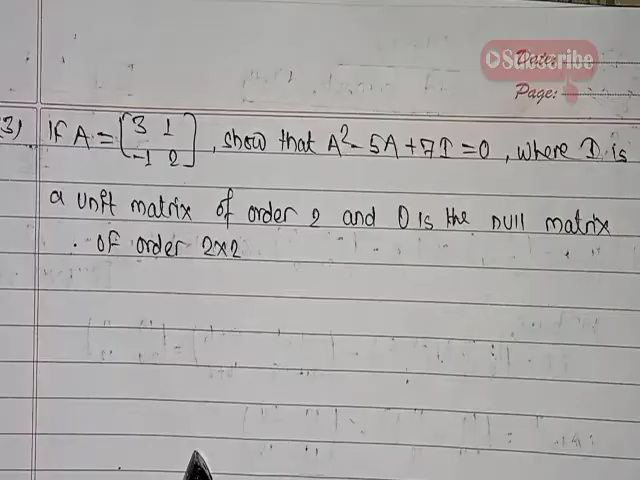 Subscribe
Date:
Page:
3) If A = [3 1
-1 2] , show that A² - 5A + 7I = 0 , where I is
a unit matrix of order 2 and 0 is the null matrix
of order 2×2